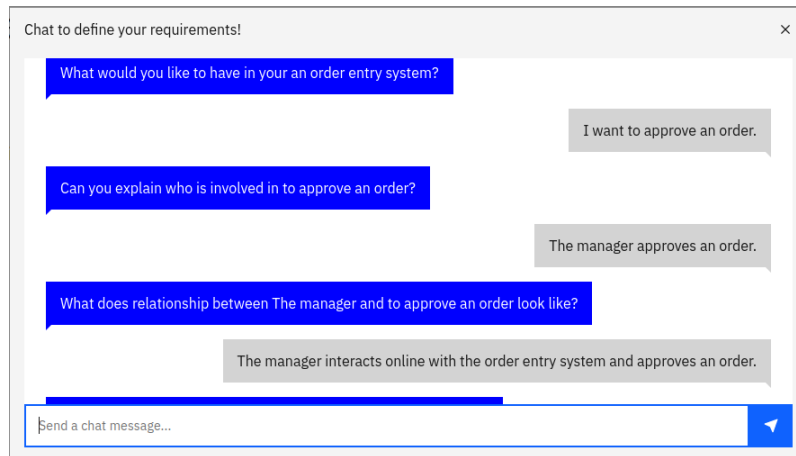 Chat to define your requirements!
What would you like to have in your an order entry system?
I want to approve an order.
Can you explain who is involved in to approve an order?
The manager approves an order.
What does relationship between The manager and to approve an order look like?
The manager interacts online with the order entry system and approves an order.
Send a chat message...